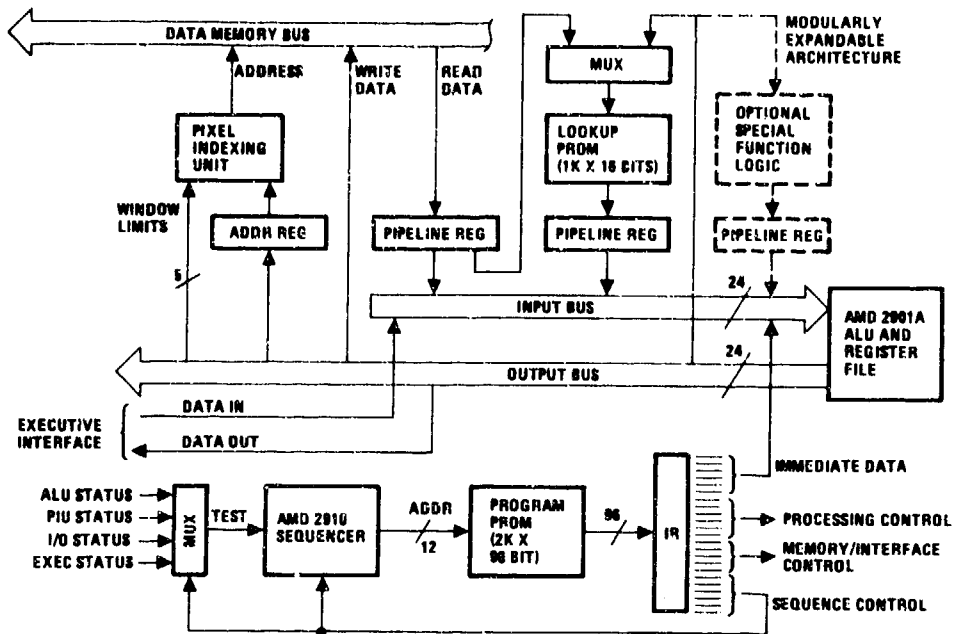 DATA MEMORY BUS
ADDRESS
WRITE
DATA
READ
DATA
MUX
MODULARLY
EXPANDABLE
ARCHITECTURE
PIXEL
INDEXING
UNIT
LOOKUP
PROM
(1K X 16 BITS)
OPTIONAL
SPECIAL
FUNCTION
LOGIC
WINDOW
LIMITS
ADDR REG
PIPELINE REG
PIPELINE REG
PIPELINE REG
5
24
INPUT BUS
AMD 2901A
ALU AND
REGISTER
FILE
24
OUTPUT BUS
EXECUTIVE
INTERFACE
DATA IN
DATA OUT
IMMEDIATE DATA
ALU STATUS
PIU STATUS
I/O STATUS
EXEC STATUS
MUX
TEST
AMD 2910
SEQUENCER
ADDR
12
PROGRAM
PROM
(2K X
96 BIT)
96
IR
PROCESSING CONTROL
MEMORY/INTERFACE
CONTROL
SEQUENCE CONTROL